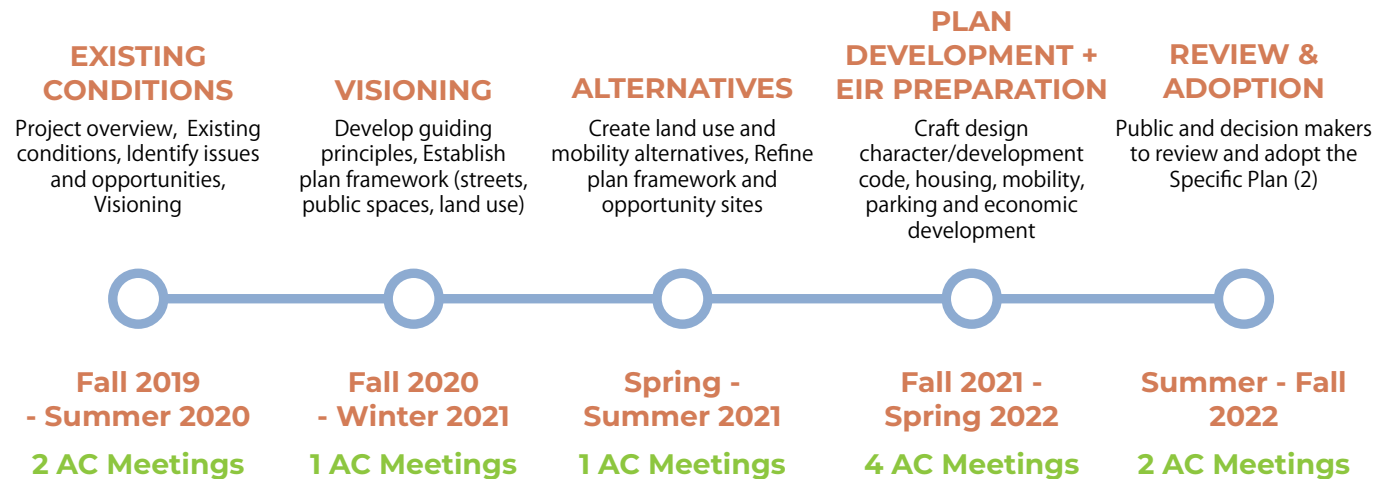 EXISTING
CONDITIONS
Project overview, Existing
conditions, Identify issues
and opportunities,
Visioning
Fall 2019
- Summer 2020
2 AC Meetings
VISIONING
Develop guiding
principles, Establish
plan framework (streets,
public spaces, land use)
Fall 2020
- Winter 2021
1 AC Meetings
ALTERNATIVES
Create land use and
mobility alternatives, Refine
plan framework and
opportunity sites
Spring -
Summer 2021
1 AC Meetings
PLAN
DEVELOPMENT +
EIR PREPARATION
Craft design
character/development
code, housing, mobility,
parking and economic
development
Fall 2021 -
Spring 2022
4 AC Meetings
REVIEW &
ADOPTION
Public and decision makers
to review and adopt the
Specific Plan (2)
Summer - Fall
2022
2 AC Meetings